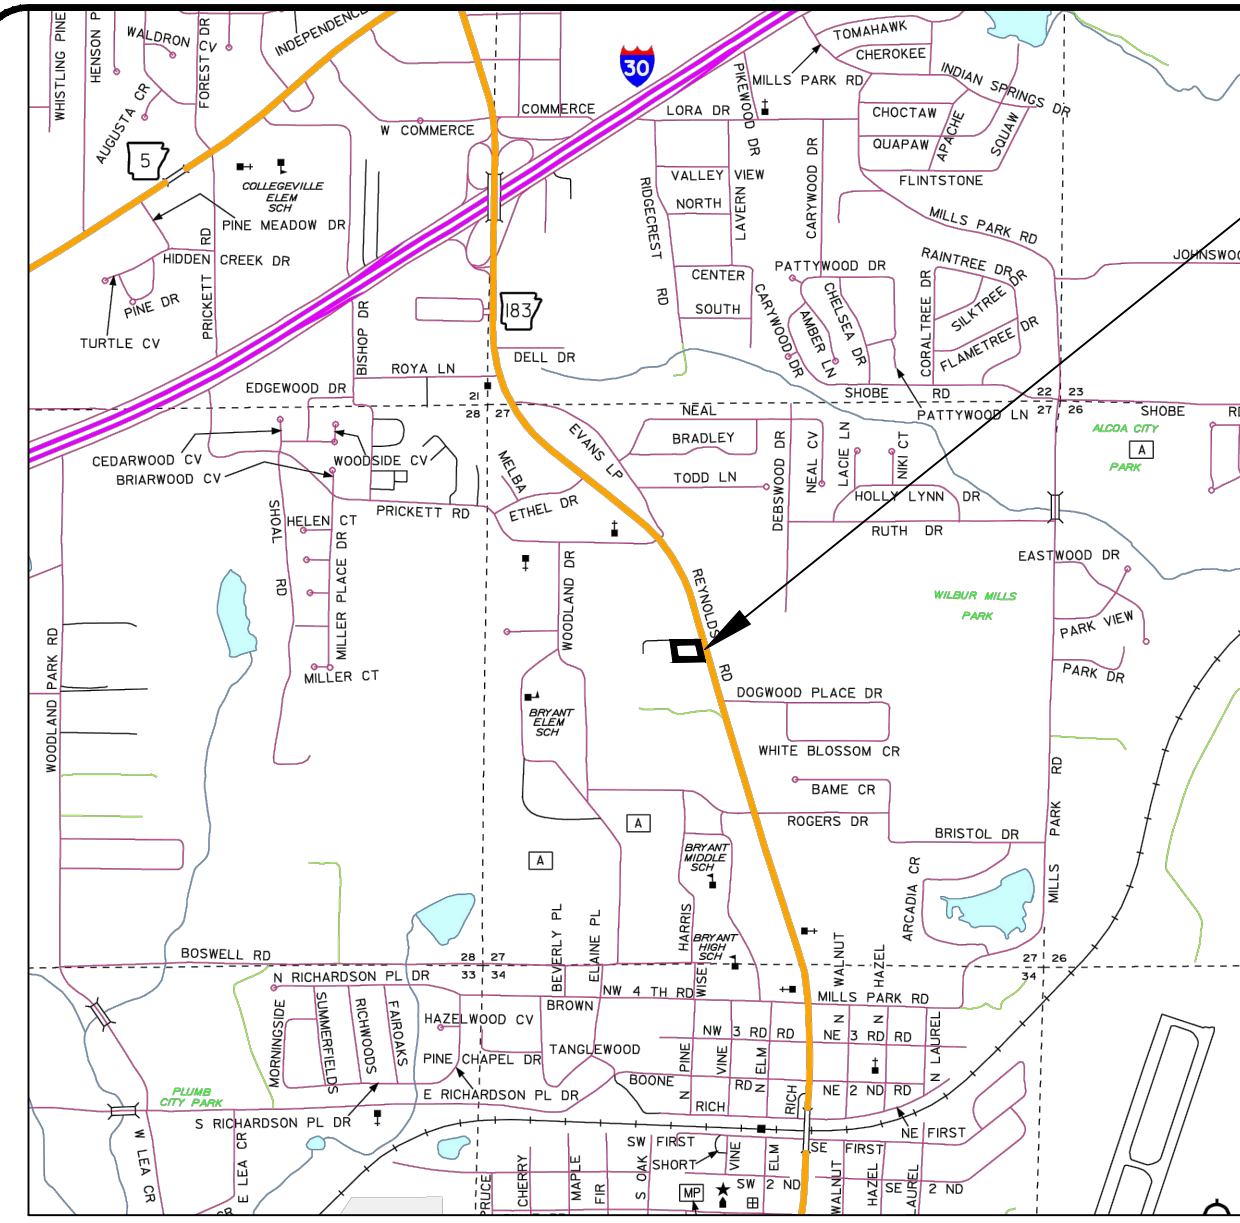 WHISTLING PINE
HENSON P
WALDRON CV
FOREST DR
INDEPENDENCE
AUGUSTA CR
5
30
TOMAHAWK
CHEROKEE
MILLS PARK RD
INDIAN SPRINGS DR
PIKEWOOD DR
COMMERCE
W COMMERCE
LORA DR
CHOCTAW
APACHE
SQUAW
QUAPAW
FLINTSTONE
COLLEGEVILLE
ELEM
SCH
VALLEY VIEW
NORTH
LAVERN
CARYWOOD DR
RIDGECREST
RD
PINE MEADOW DR
PRICKETT
RD
HIDDEN CREEK DR
MILLS PARK RD
JOHNSWOO
PINE DR
TURTLE CV
BISHOP DR
183
CENTER
SOUTH
PATTYWOOD DR
CARYWOOD DR
CHELSEA DR
AMBER LN
RAINTREE DR
SILKTREE DR
CORALTREE DR
FLAMETREE DR
DELL DR
ROYA LN
EDGEWOOD DR
SHOBE RD
PATTYWOOD LN
21
28 27
22 23
27 26
SHOBE RD
ALCOA CITY
PARK
A
CEDARWOOD CV
WOODSIDE CV
BRIARWOOD CV
NEAL
BRADLEY
TODD LN
EVANS LP
MELBA
ETHEL DR
DEBSWOOD DR
NEAL CV
LACIE LN
NIKI CT
HOLLY LYNN DR
RUTH DR
PRICKETT RD
SHOAL
RD
HELEN CT
MILLER PLACE DR
MILLER CT
WOODLAND DR
REYNOLDS
RD
EASTWOOD DR
WILBUR MILLS
PARK
PARK VIEW
PARK DR
WOODLAND PARK RD
BRYANT
ELEM
SCH
DOGWOOD PLACE DR
WHITE BLOSSOM CR
BAME CR
ROGERS DR
BRISTOL DR
MILLS PARK RD
A
A
BRYANT
MIDDLE
SCH
HARRIS
ARCADIA CR
BRYANT
HIGH
SCH
WALNUT
HAZEL
BEVERLY PL
ELAINE PL
BOSWELL RD
28 27
33 34
27 26
34
N RICHARDSON PL DR
NW 4 TH RD
WISE
MILLS PARK RD
MORNINGSIDE
SUMMERFIELDS
RICHWOODS
FAIROAKS
HAZELWOOD CV
BROWN
TANGLEWOOD
NW 3 RD RD
NE 3 RD RD
N
N
N LAUREL
PINE CHAPEL DR
E RICHARDSON PL DR
BOONE RD
N PINE
VINE
N ELM
NE 2 ND RD
RICH
RICH
PLUMB
CITY PARK
S RICHARDSON PL DR
W LEA CR
E LEA CR
CR
NE FIRST
SW FIRST
SE FIRST
SHORT
VINE
ELM
SW 2 ND
SE 2 ND
PRUCE
CHERRY
MAPLE
FIR
S OAK
MP
WALNUT
HAZEL
AUREL